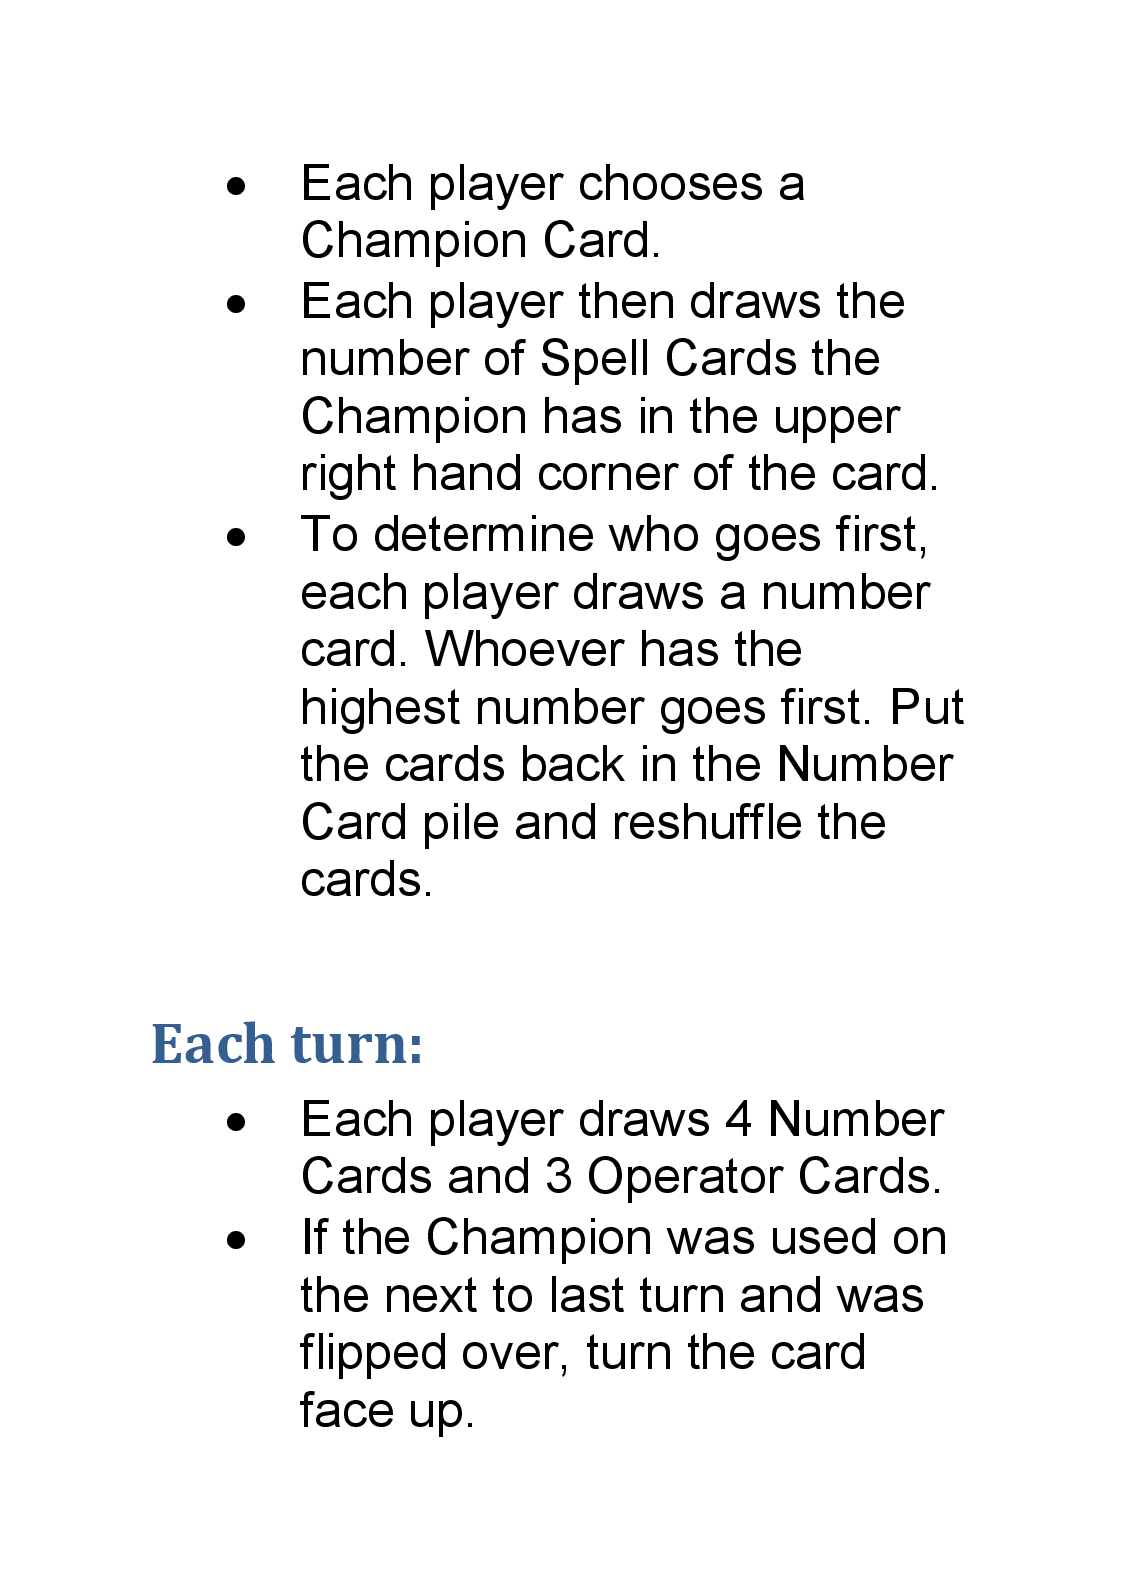 • Each player chooses a
Champion Card.
• Each player then draws the
number of Spell Cards the
Champion has in the upper
right hand corner of the card.
• To determine who goes first,
each player draws a number
card. Whoever has the
highest number goes first. Put
the cards back in the Number
Card pile and reshuffle the
cards.
Each turn:
• Each player draws 4 Number
Cards and 3 Operator Cards.
• If the Champion was used on
the next to last turn and was
flipped over, turn the card
face up.